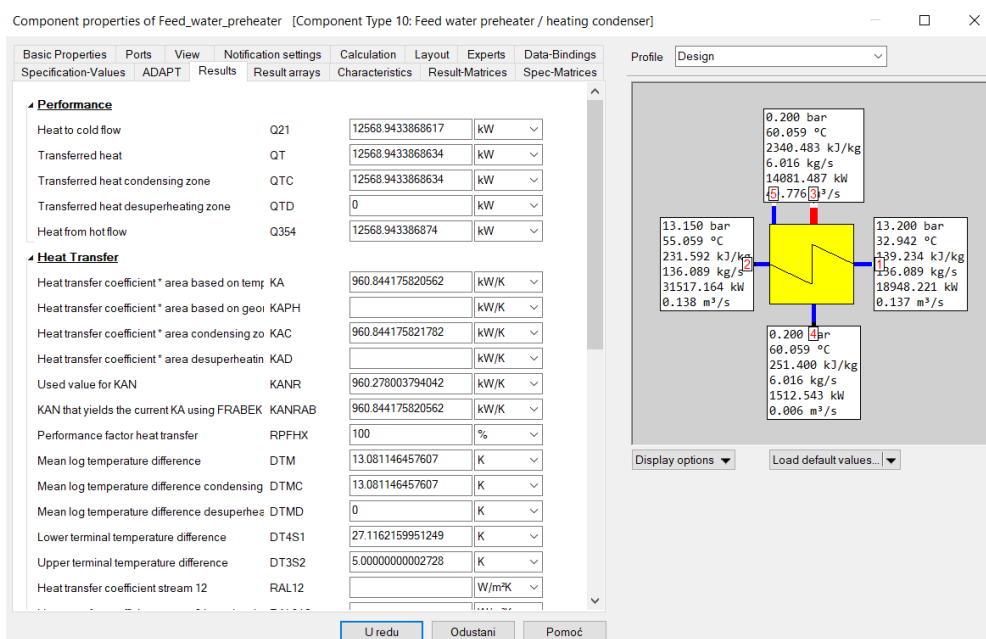 Component properties of Feed_water_preheater [Component Type 10: Feed water preheater / heating condenser]
Basic Properties Ports View Notification settings Calculation Layout Experts Data-Bindings
Specification-Values ADAPT Results Result arrays Characteristics Result-Matrices Spec-Matrices
Performance
Heat to cold flow Q21 12568.9433868617 kW
Transferred heat QT 12568.9433868634 kW
Transferred heat condensing zone QTC 12568.9433868634 kW
Transferred heat desuperheating zone QTD 0 kW
Heat from hot flow Q354 12568.943386874 kW
Heat Transfer
Heat transfer coefficient * area based on temp KA 960.844175820562 kW/K
Heat transfer coefficient * area based on geor KAPH kW/K
Heat transfer coefficient * area condensing zo KAC 960.844175821782 kW/K
Heat transfer coefficient * area desuperheatin KAD kW/K
Used value for KAN KANR 960.278003794042 kW/K
KAN that yields the current KA using FRABEK KANRAB 960.844175820562 kW/K
Performance factor heat transfer RPFHX 100 %
Mean log temperature difference DTM 13.081146457607 K
Mean log temperature difference condensing DTMC 13.081146457607 K
Mean log temperature difference desuperhea DTMD 0 K
Lower terminal temperature difference DT4S1 27.1162159951249 K
Upper terminal temperature difference DT3S2 5.00000000002728 K
Heat transfer coefficient stream 12 RAL12 W/m²K
U redu Odustani Pomoć
Profile Design
0.200 bar
60.059 °C
2340.483 kJ/kg
6.016 kg/s
14081.487 kW
5 .776 3 ³/s
13.150 bar
55.059 °C
231.592 kJ/kg
136.089 kg/s
31517.164 kW
0.138 m³/s
2
13.200 bar
32.942 °C
139.234 kJ/kg
136.089 kg/s
18948.221 kW
0.137 m³/s
1
0.200 4 ar
60.059 °C
251.400 kJ/kg
6.016 kg/s
1512.543 kW
0.006 m³/s
Display options Load default values...